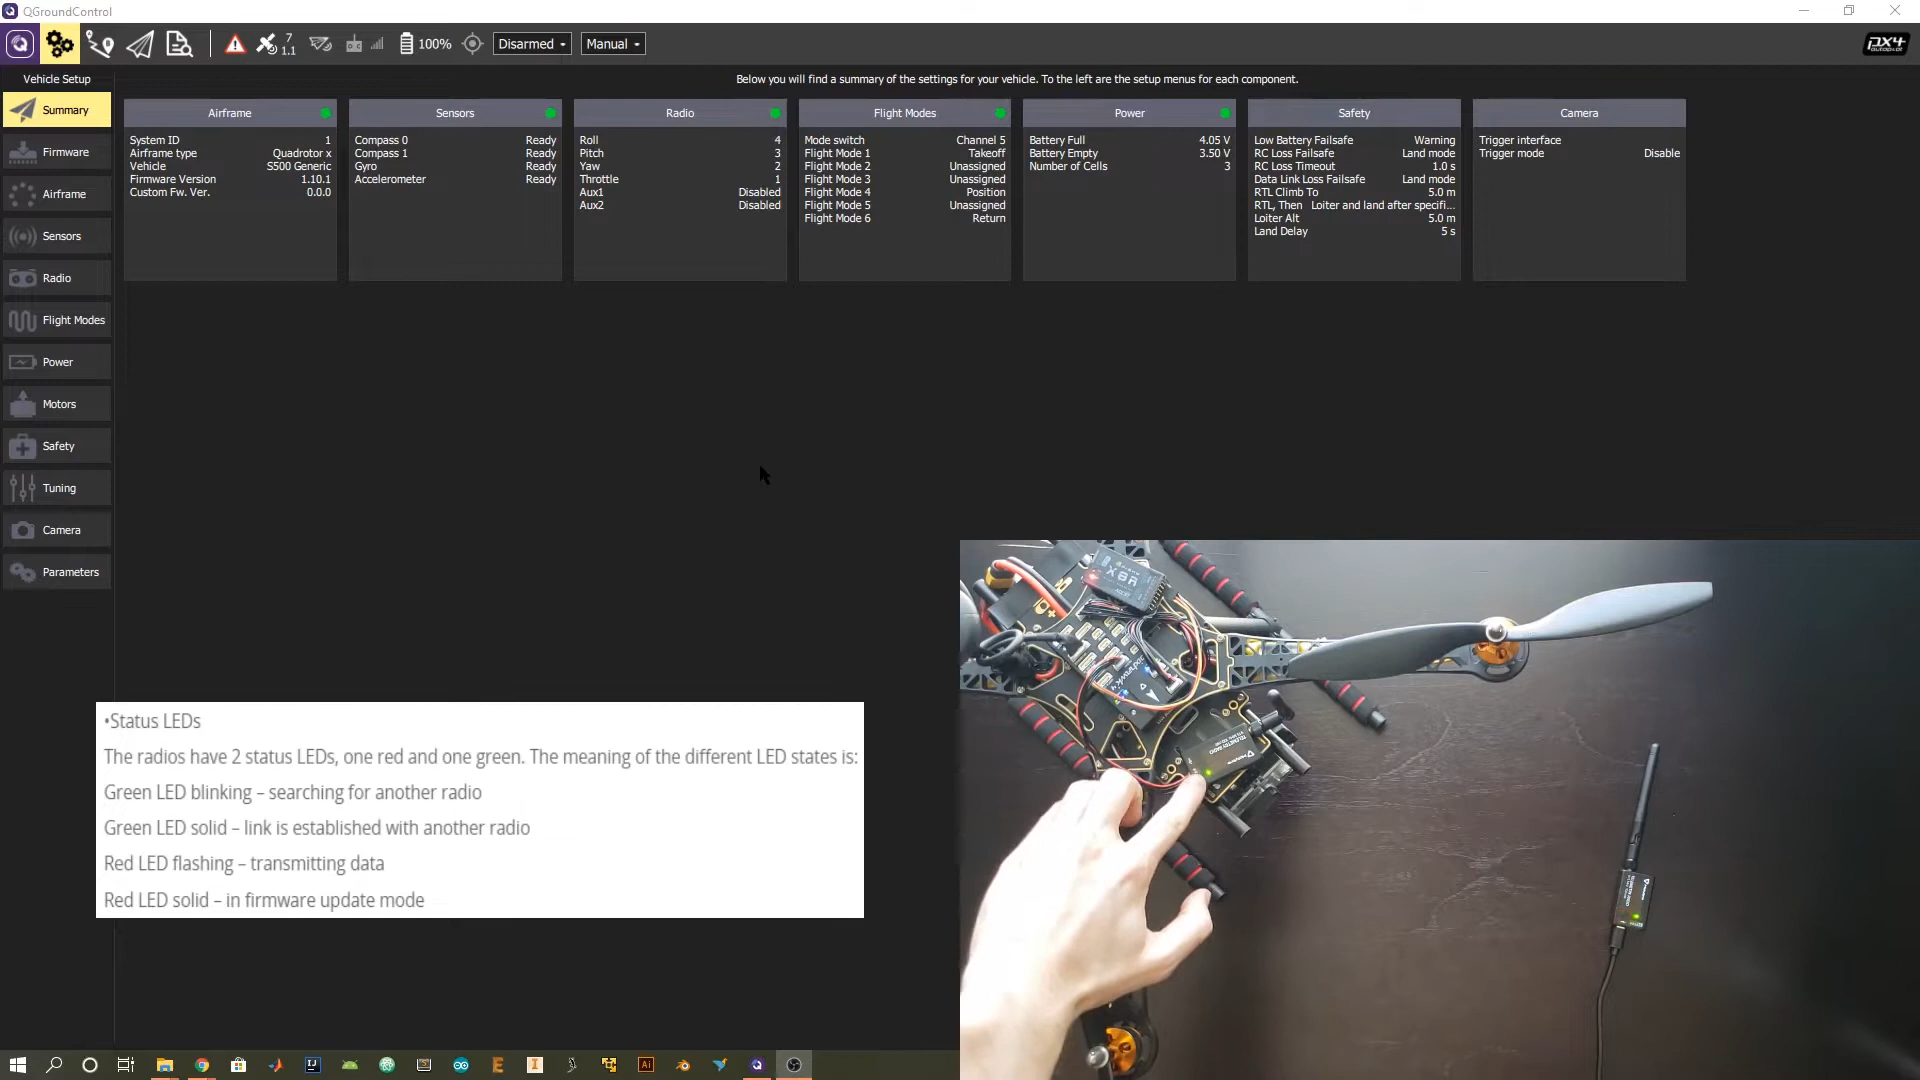 QGroundControl
7
1.1
100%
Disarmed
Manual
px4
autopilot
Vehicle Setup
Below you will find a summary of the settings for your vehicle. To the left are the setup menus for each component.
Summary
Firmware
Airframe
Sensors
Radio
Flight Modes
Power
Motors
Safety
Tuning
Camera
Parameters
Airframe
System ID 1
Airframe type Quadrotor x
Vehicle S500 Generic
Firmware Version 1.10.1
Custom Fw. Ver. 0.0.0
Sensors
Compass 0 Ready
Compass 1 Ready
Gyro Ready
Accelerometer Ready
Radio
Roll 4
Pitch 3
Yaw 2
Throttle 1
Aux1 Disabled
Aux2 Disabled
Flight Modes
Mode switch Channel 5
Flight Mode 1 Takeoff
Flight Mode 2 Unassigned
Flight Mode 3 Unassigned
Flight Mode 4 Position
Flight Mode 5 Unassigned
Flight Mode 6 Return
Power
Battery Full 4.05 V
Battery Empty 3.50 V
Number of Cells 3
Safety
Low Battery Failsafe Warning
RC Loss Failsafe Land mode
RC Loss Timeout 1.0 s
Data Link Loss Failsafe Land mode
RTL Climb To 5.0 m
RTL, Then Loiter and land after specifi...
Loiter Alt 5.0 m
Land Delay 5 s
Camera
Trigger interface
Trigger mode Disable
•Status LEDs
The radios have 2 status LEDs, one red and one green. The meaning of the different LED states is:
Green LED blinking – searching for another radio
Green LED solid – link is established with another radio
Red LED flashing – transmitting data
Red LED solid – in firmware update mode
X8R
TELEMETRY RADIO